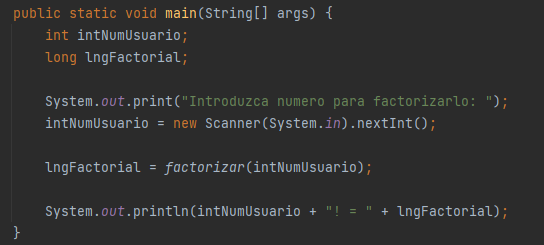 public static void main(String[] args) {
int intNumUsuario;
long lngFactorial;
System.out.print("Introduzca numero para factorizarlo: ");
intNumUsuario = new Scanner(System.in).nextInt();
lngFactorial = factorizar(intNumUsuario);
System.out.println(intNumUsuario + "! = " + lngFactorial);
}